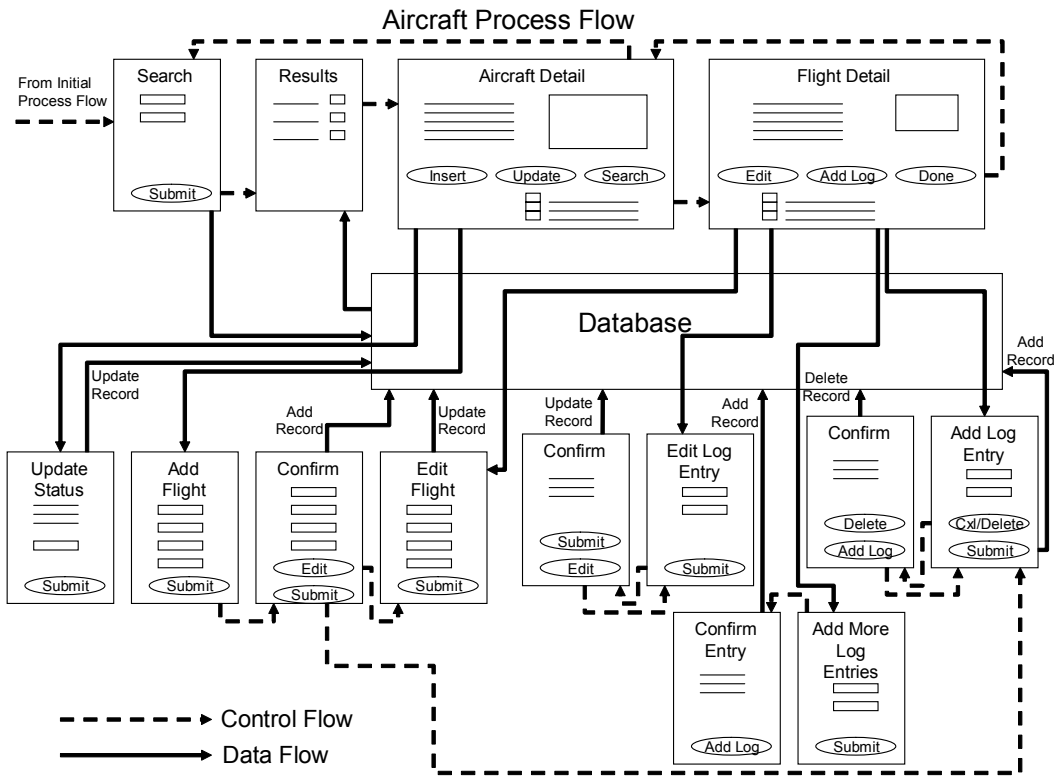 Aircraft Process Flow
From Initial
Process Flow
Search
Submit
Results
Aircraft Detail
Insert
Update
Search
Flight Detail
Edit
Add Log
Done
Database
Update
Record
Add
Record
Update
Record
Update
Record
Add
Record
Delete
Record
Add
Record
Update
Status
Submit
Add
Flight
Submit
Confirm
Edit
Submit
Edit
Flight
Submit
Confirm
Submit
Edit
Edit Log
Entry
Submit
Confirm
Delete
Add Log
Add Log
Entry
Cxl/Delete
Submit
Confirm
Entry
Add Log
Add More
Log
Entries
Submit
Control Flow
Data Flow